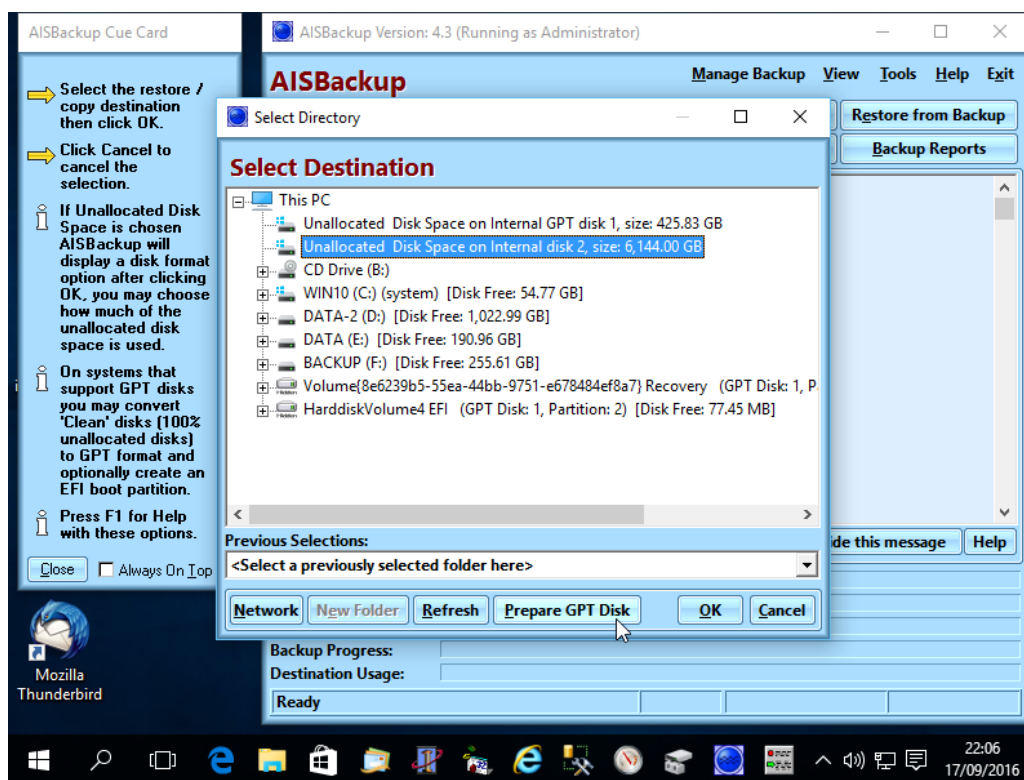 AISBackup Cue Card
Select the restore /
copy destination
then click OK.
Click Cancel to
cancel the
selection.
If Unallocated Disk
Space is chosen
AISBackup will
display a disk format
option after clicking
OK, you may choose
how much of the
unallocated disk
space is used.
On systems that
support GPT disks
you may convert
'Clean' disks (100%
unallocated disks)
to GPT format and
optionally create an
EFI boot partition.
Press F1 for Help
with these options.
Close
Always On Top
AISBackup Version: 4.3 (Running as Administrator)
AISBackup
Manage Backup View Tools Help Exit
Restore from Backup
Backup Reports
Select Directory
Select Destination
This PC
Unallocated Disk Space on Internal GPT disk 1, size: 425.83 GB
Unallocated Disk Space on Internal disk 2, size: 6,144.00 GB
CD Drive (B:)
WIN10 (C:) (system) [Disk Free: 54.77 GB]
DATA-2 (D:) [Disk Free: 1,022.99 GB]
DATA (E:) [Disk Free: 190.96 GB]
BACKUP (F:) [Disk Free: 255.61 GB]
Volume{8e6239b5-55ea-44bb-9751-e678484ef8a7} Recovery (GPT Disk: 1, P
HarddiskVolume4 EFI (GPT Disk: 1, Partition: 2) [Disk Free: 77.45 MB]
Previous Selections:
<Select a previously selected folder here>
Network New Folder Refresh Prepare GPT Disk OK Cancel
ide this message Help
Backup Progress:
Destination Usage:
Ready
Mozilla
Thunderbird
22:06
17/09/2016